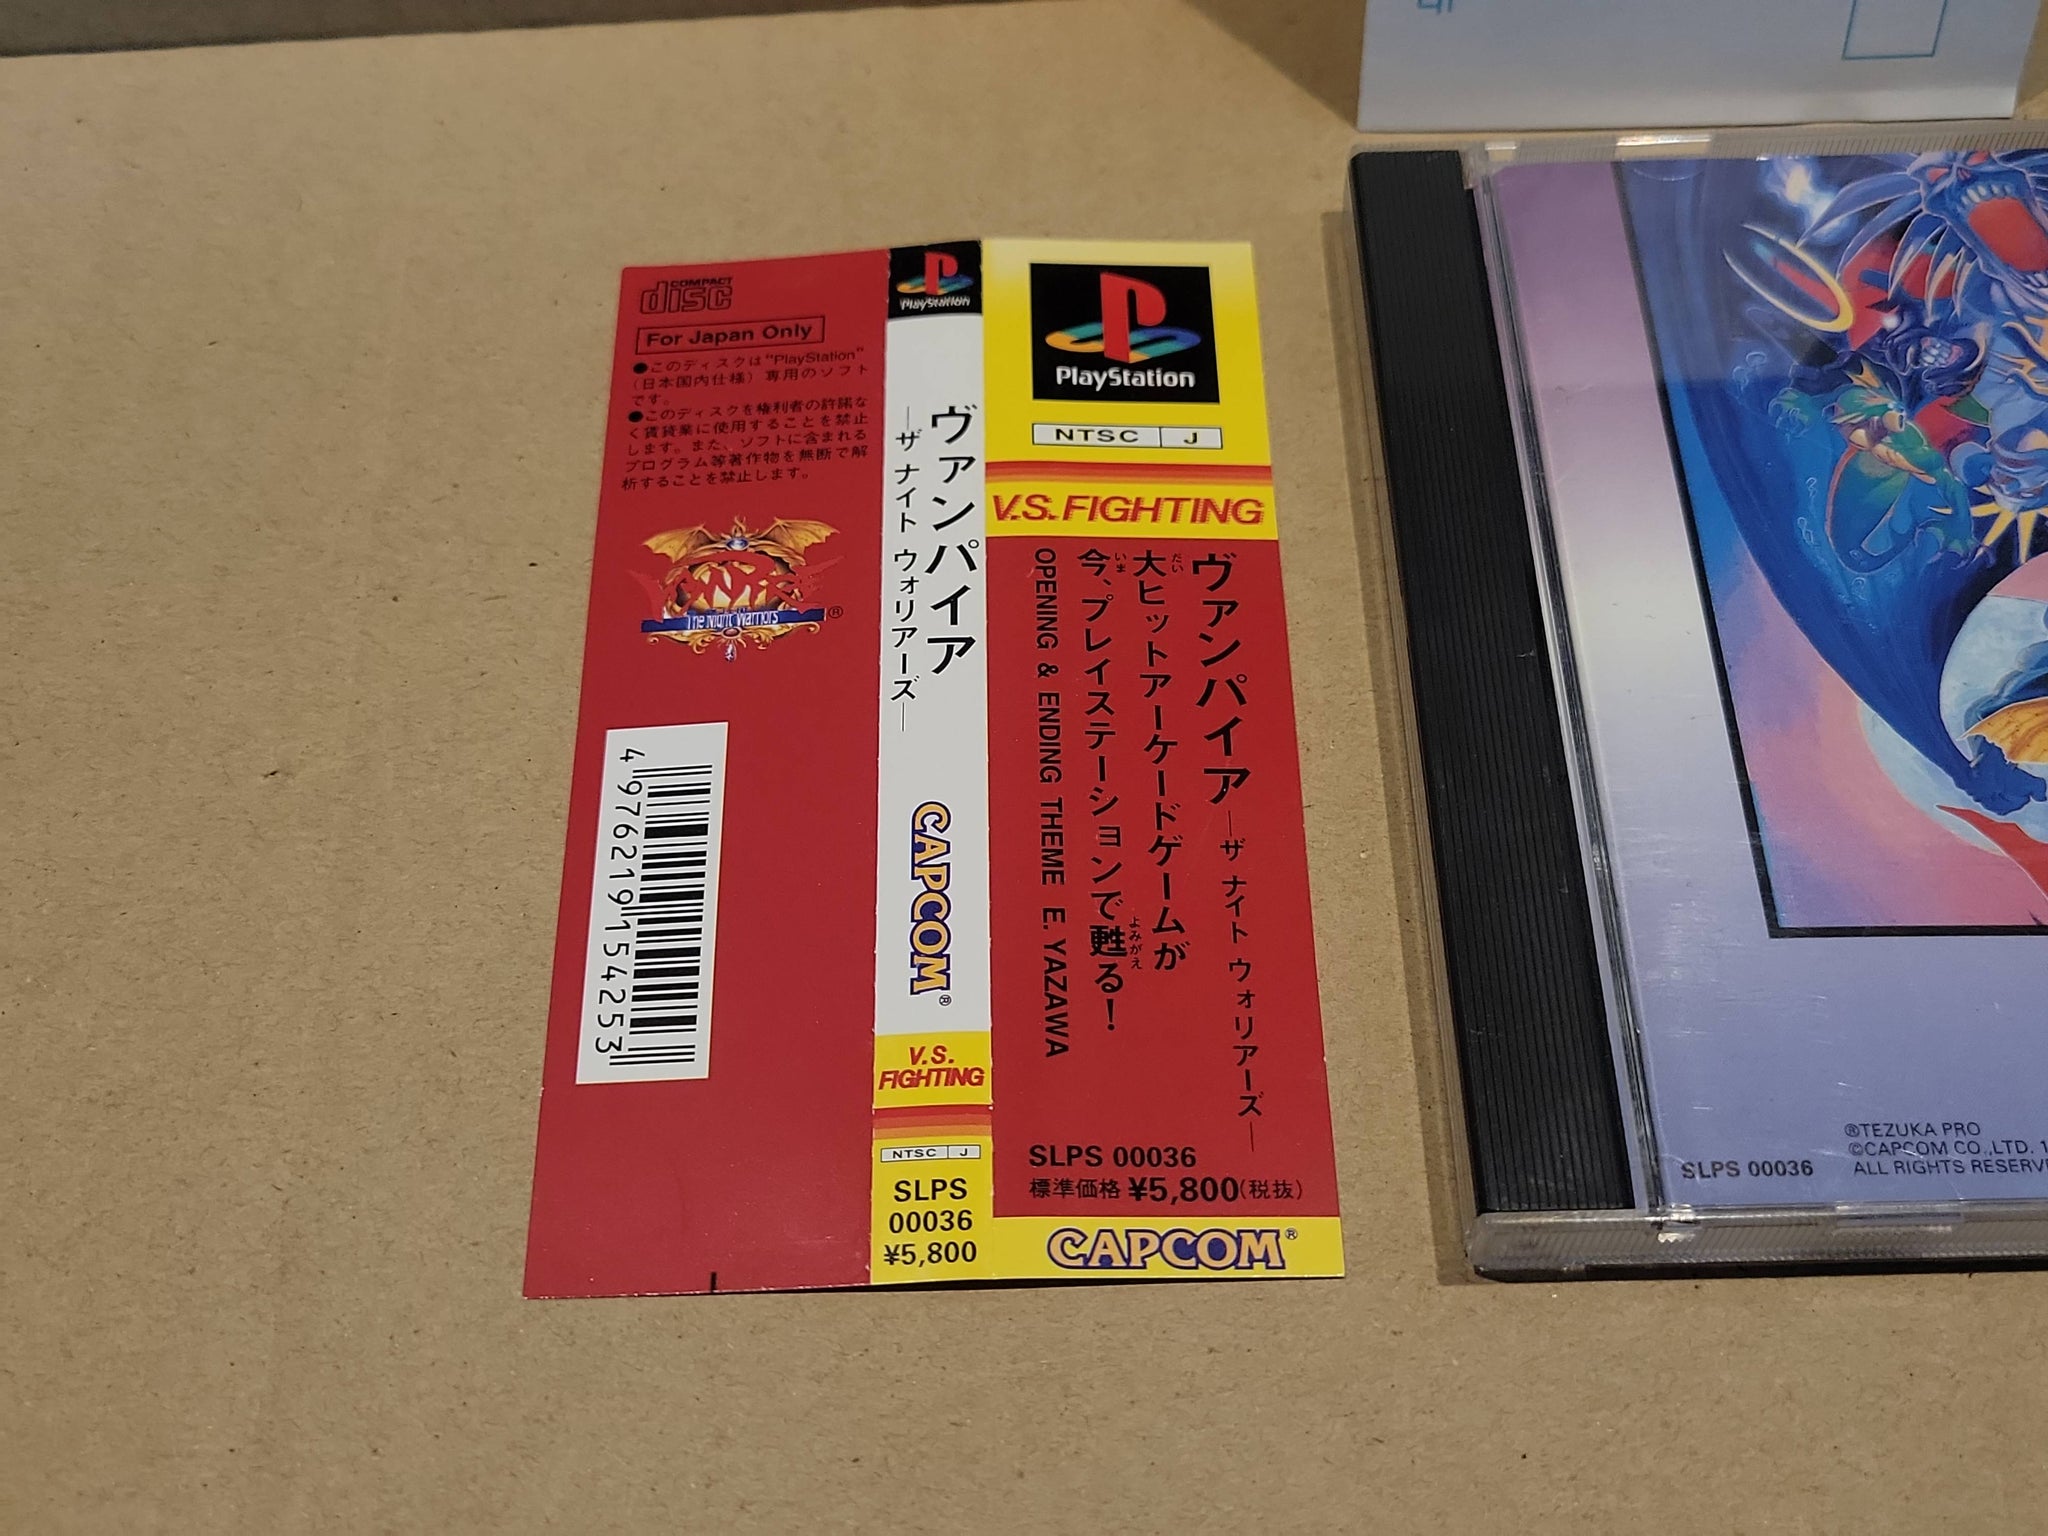 COMPACT
disc
For Japan Only
●このディスクは"PlayStation"
(日本国内仕様) 専用のソフト
です。
●このディスクを権利者の許諾な
く賃貸業に使用することを禁止
します。また、ソフトに含まれる
プログラム等著作物を無断で解
析することを禁止します。
The Night Warriors
®
4976219154253
PlayStation
ヴァンパイア
―ザ ナイト ウォリアーズ―
CAPCOM®
V.S.
FIGHTING
NTSC J
SLPS
00036
¥5,800
PlayStation
NTSC J
V.S.FIGHTING
ヴァンパイア―ザ ナイト ウォリアーズ―
だい
大ヒットアーケードゲームが
いま よみがえ
今、プレイステーションで甦る!
OPENING & ENDING THEME E. YAZAWA
SLPS 00036
標準価格 ¥5,800(税抜)
CAPCOM®
SLPS 00036
®TEZUKA PRO
©CAPCOM CO.,LTD.
ALL RIGHTS